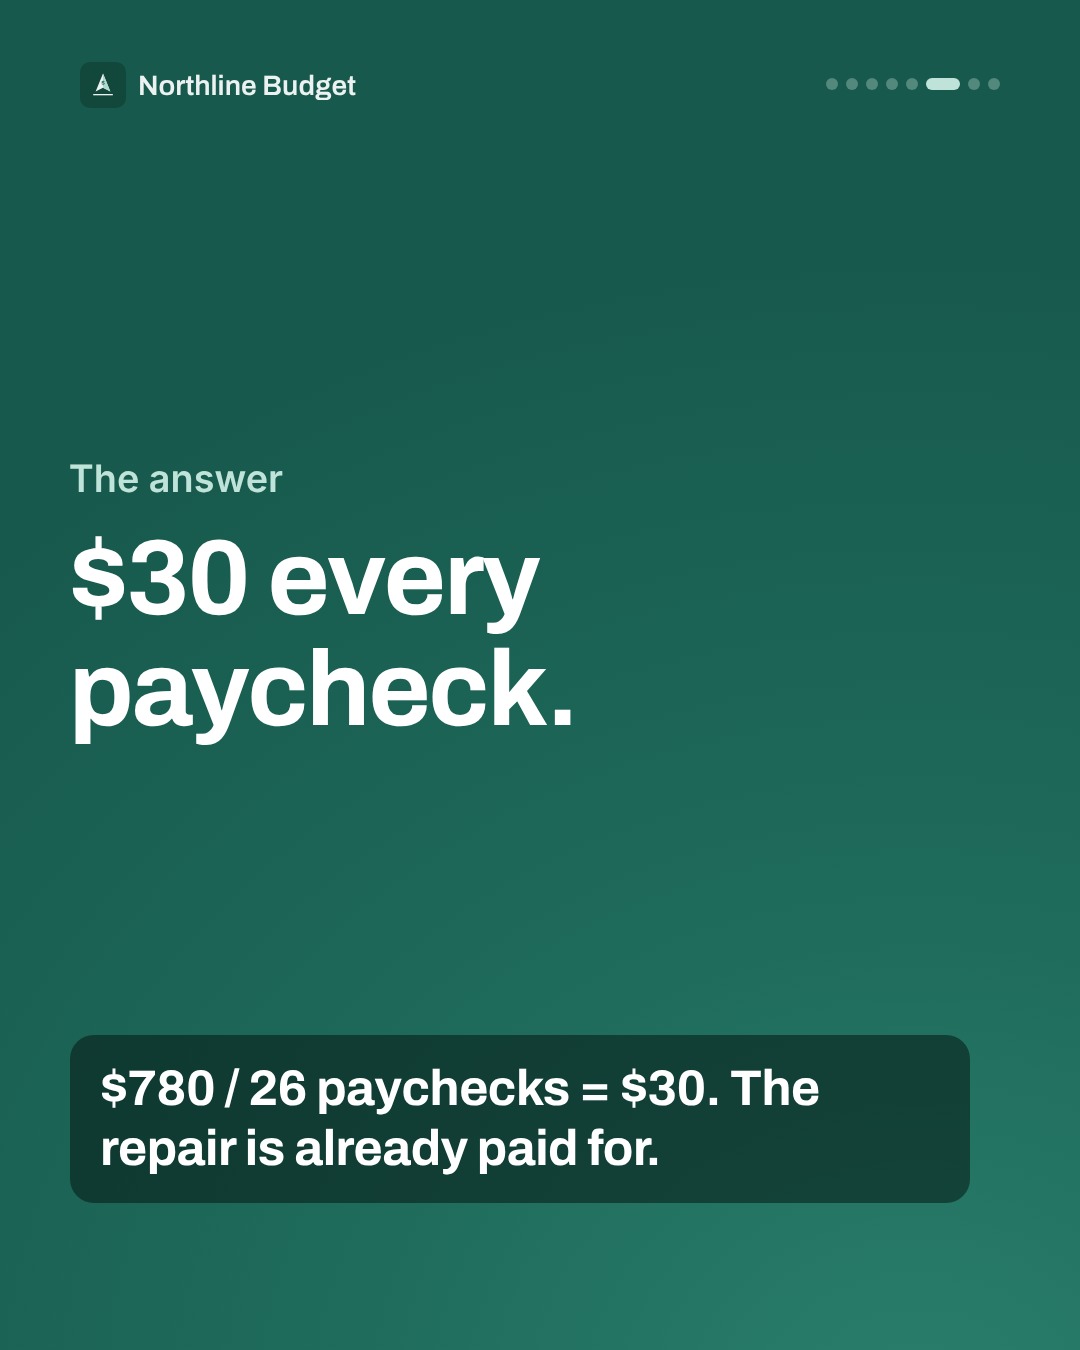 Northline Budget
The answer
$30 every
paycheck.
$780 / 26 paychecks = $30. The
repair is already paid for.